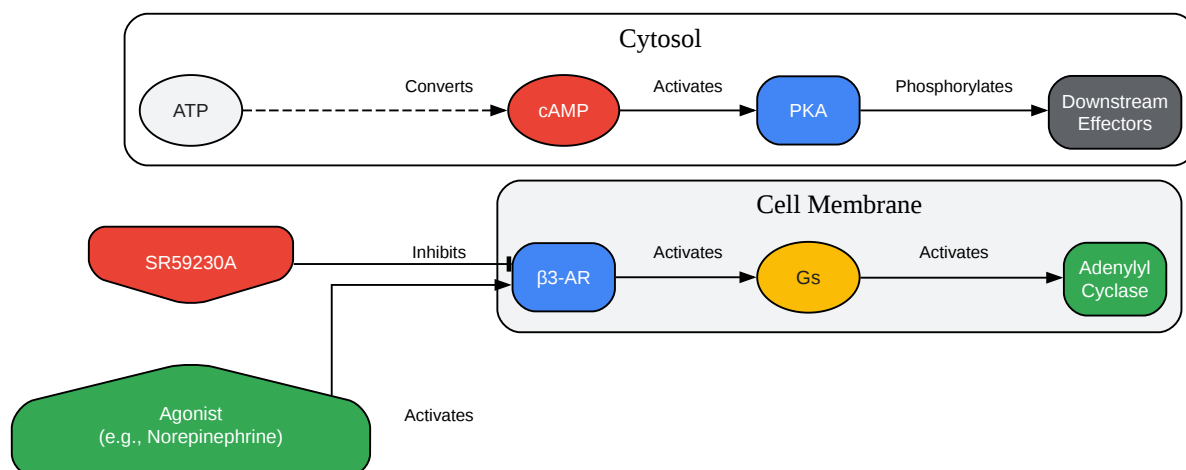 Cytosol
ATP
Converts
cAMP
Activates
PKA
Phosphorylates
Downstream
Effectors
Cell Membrane
SR59230A
Inhibits
β3-AR
Activates
Gs
Activates
Adenylyl
Cyclase
Agonist
(e.g., Norepinephrine)
Activates